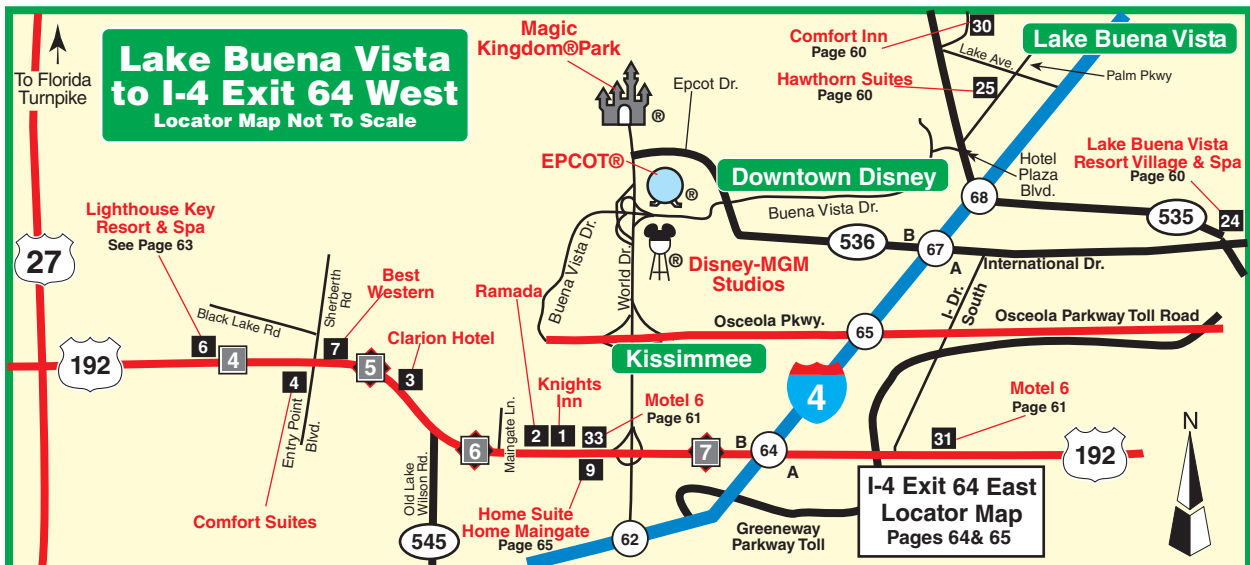 Lake Buena Vista
to I-4 Exit 64 West
Locator Map Not To Scale
To Florida
Turnpike
Magic
Kingdom®Park
®
Epcot Dr.
EPCOT®
®
Comfort Inn
Page 60
30
Lake Ave.
Lake Buena Vista
Palm Pkwy
Hawthorn Suites
Page 60
25
Hotel
Plaza
Blvd.
Lake Buena Vista
Resort Village & Spa
Page 60
24
Downtown Disney
Buena Vista Dr.
68
535
536
B
67
A
International Dr.
Lighthouse Key
Resort & Spa
See Page 63
27
Black Lake Rd
Sherberth
Rd
Best
Western
Ramada
Buena Vista Dr.
World Dr.
®
Disney-MGM
Studios
I- Dr.
South
Osceola Pkwy.
65
Osceola Parkway Toll Road
192
6
4
7
5
Clarion Hotel
3
Kissimmee
4
4
Entry Point
Blvd.
Comfort Suites
Knights
Inn
Motel 6
Page 61
Motel 6
Page 61
Maingate Ln.
6
2
1
33
9
7
B
64
A
31
192
N
Old Lake
Wilson Rd.
545
Home Suite
Home Maingate
Page 65
62
Greeneway
Parkway Toll
I-4 Exit 64 East
Locator Map
Pages 64& 65